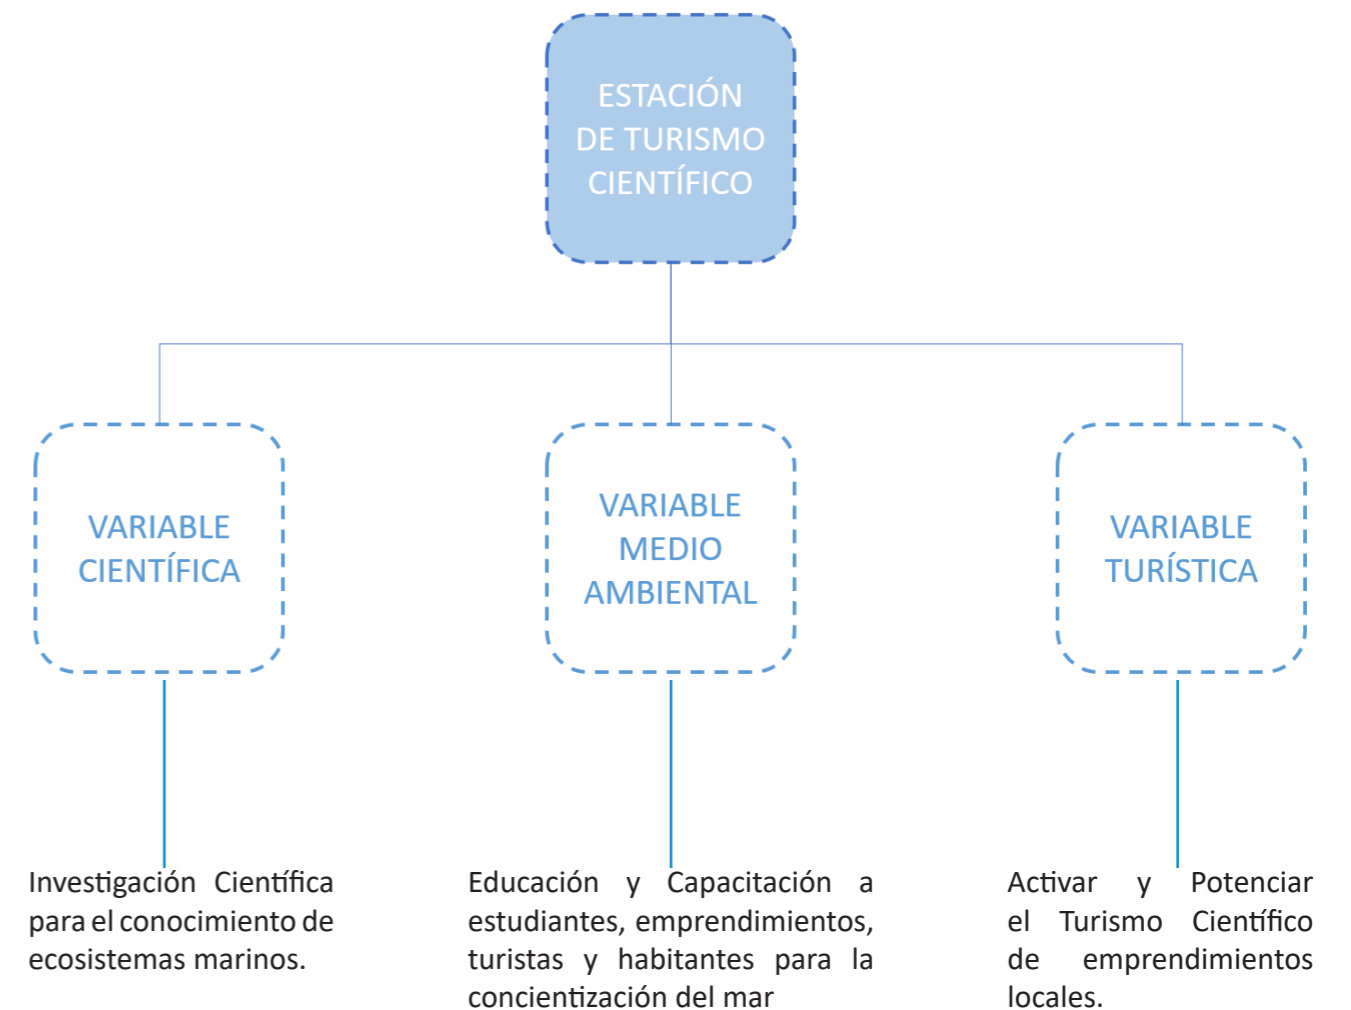 ESTACIÓN
DE TURISMO
CIENTÍFICO
VARIABLE
CIENTÍFICA
VARIABLE
MEDIO
AMBIENTAL
VARIABLE
TURÍSTICA
Investigación Científica
para el conocimiento de
ecosistemas marinos.
Educación y Capacitación a
estudiantes, emprendimientos,
turistas y habitantes para la
concientización del mar
Activar y Potenciar
el Turismo Científico
de emprendimientos
locales.